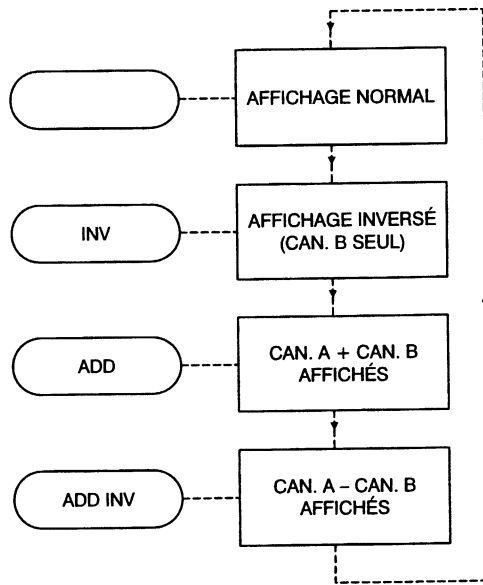 AFFICHAGE NORMAL
INV
AFFICHAGE INVERSÉ
(CAN. B SEUL)
ADD
CAN. A + CAN. B
AFFICHÉS
ADD INV
CAN. A – CAN. B
AFFICHÉS